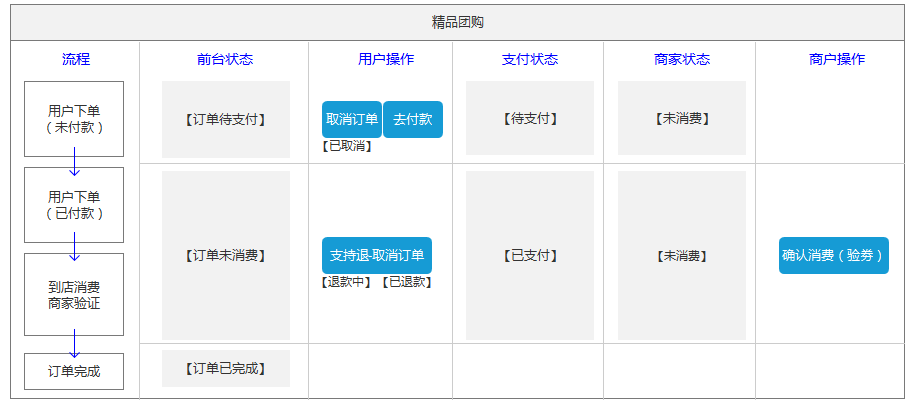 精品团购
流程
前台状态
用户操作
支付状态
商家状态
商户操作
用户下单
（未付款）
【订单待支付】
取消订单
去付款
【已取消】
【待支付】
【未消费】
用户下单
（已付款）
到店消费
商家验证
【订单未消费】
支持退-取消订单
【退款中】【已退款】
【已支付】
【未消费】
确认消费（验券）
订单完成
【订单已完成】